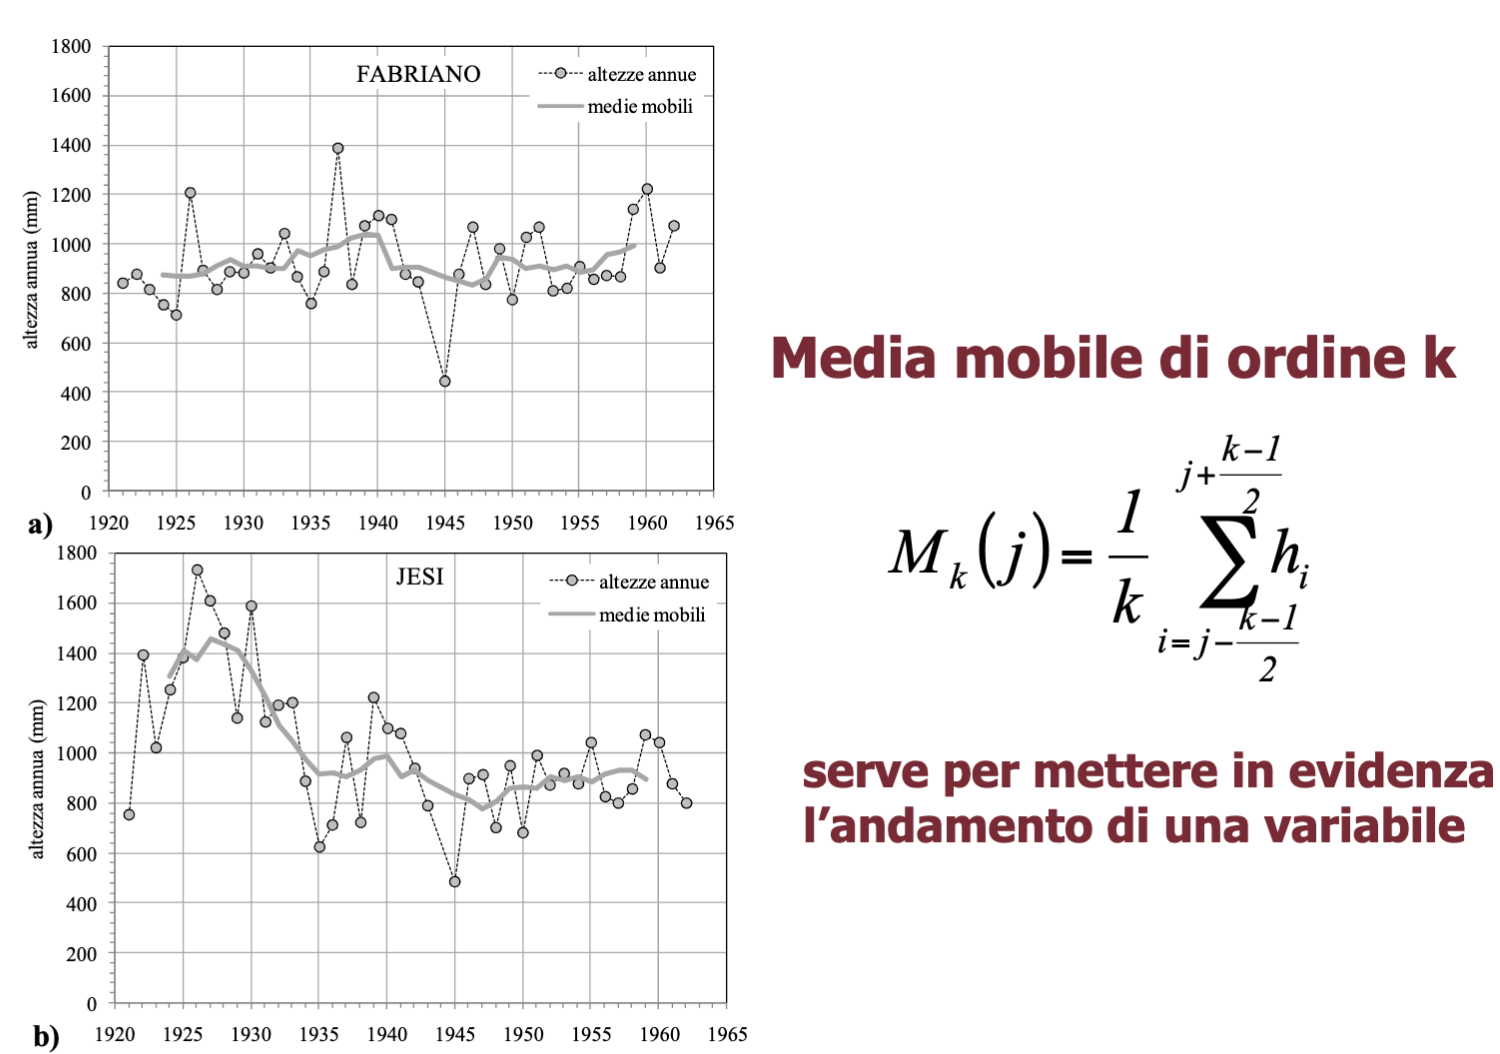 FABRIANO
altezze annue
medie mobili
altezza annua (mm)
1800
1600
1400
1200
1000
800
600
400
200
0
1920 1925 1930 1935 1940 1945 1950 1955 1960 1965
a)
JESI
altezze annue
medie mobili
altezza annua (mm)
1800
1600
1400
1200
1000
800
600
400
200
0
1920 1925 1930 1935 1940 1945 1950 1955 1960 1965
b)
Media mobile di ordine k
M_k(j) = \frac{1}{k} \sum_{i=j-\frac{k-1}{2}}^{j+\frac{k-1}{2}} h_i
serve per mettere in evidenza
l’andamento di una variabile